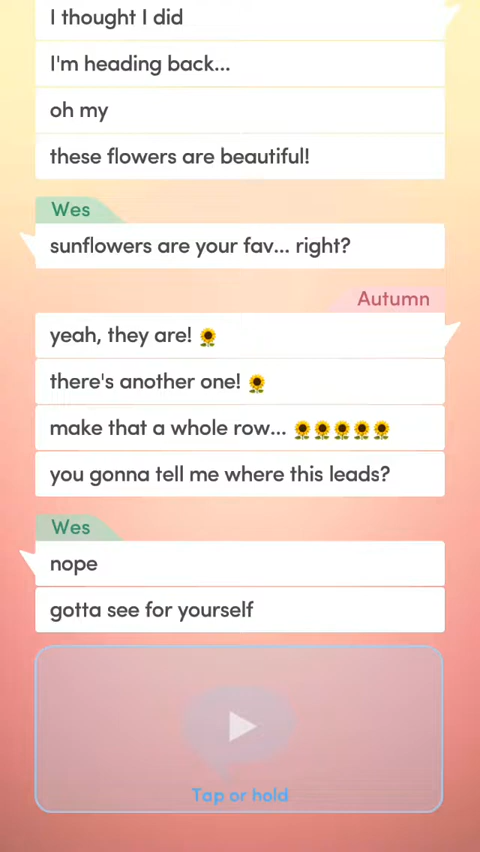 I thought I did
I'm heading back...
oh my
these flowers are beautiful!
Wes
sunflowers are your fav... right?
Autumn
yeah, they are! 🌻
there's another one! 🌻
make that a whole row... 🌻🌻🌻🌻🌻
you gonna tell me where this leads?
Wes
nope
gotta see for yourself
Tap or hold